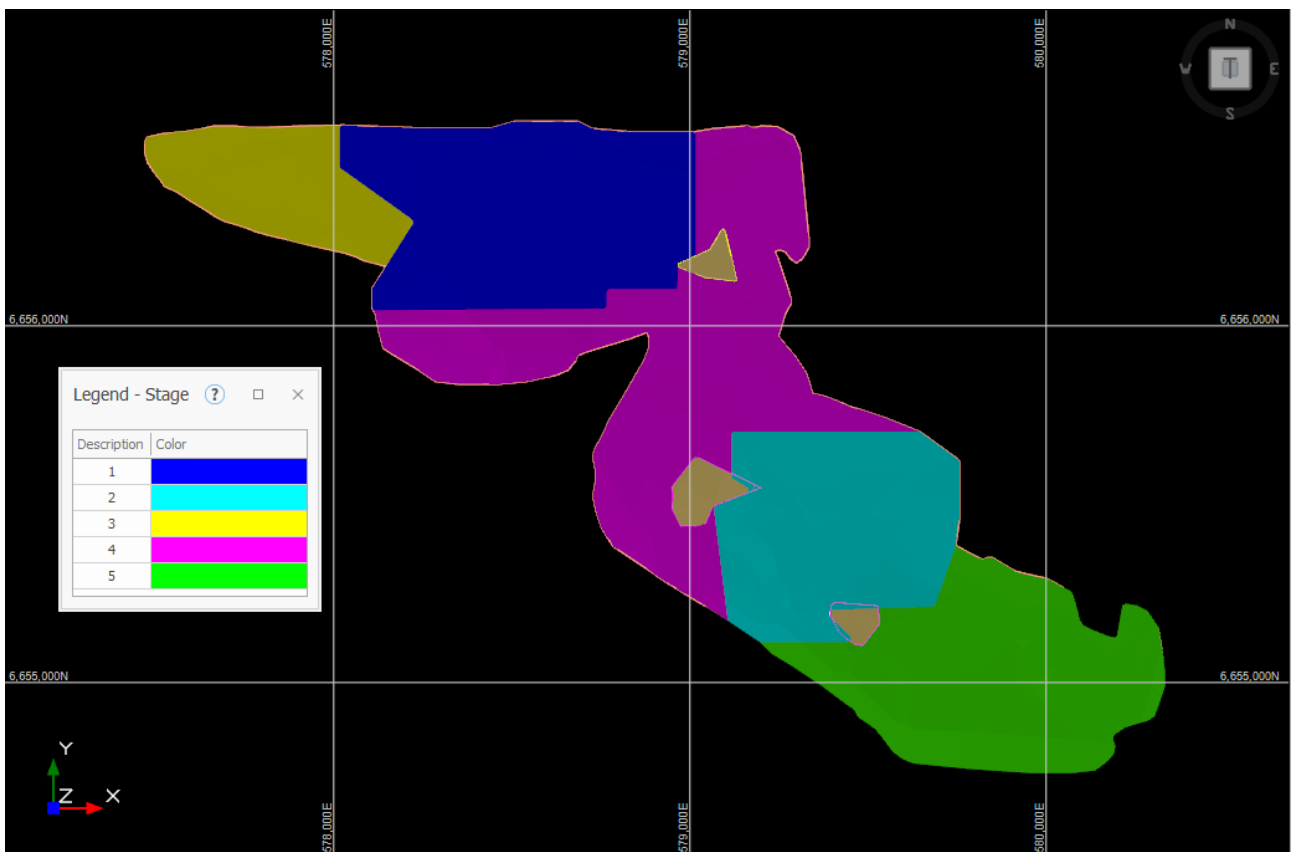 578,000E
579,000E
580,000E
N
W
T
E
S
6,656,000N
6,656,000N
Legend - Stage ?
Description Color
1
2
3
4
5
6,655,000N
6,655,000N
Y
Z X
578,000E
579,000E
580,000E